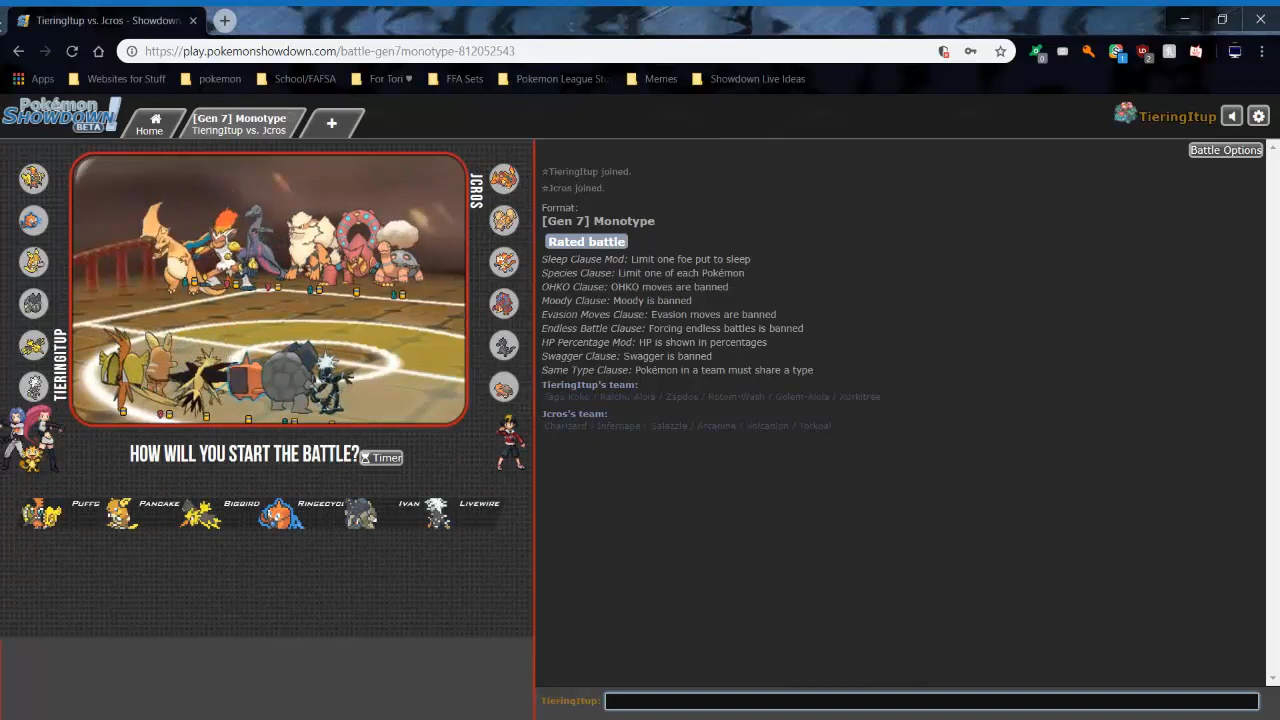 TieringItup vs. Jcros - Showdown
https://play.pokemonshowdown.com/battle-gen7monotype-812052543
0
1
2
Apps
Websites for Stuff
pokemon
School/FAFSA
For Tori ♥
FFA Sets
Pokemon League Stu
Memes
Showdown Live Ideas
Pokémon
SHOWDOWN!
BETA
Home
[Gen 7] Monotype
TieringItup vs. Jcros
TieringItup
Battle Options
☆TieringItup joined.
☆Jcros joined.
Format:
[Gen 7] Monotype
Rated battle
Sleep Clause Mod: Limit one foe put to sleep
Species Clause: Limit one of each Pokémon
OHKO Clause: OHKO moves are banned
Moody Clause: Moody is banned
Evasion Moves Clause: Evasion moves are banned
Endless Battle Clause: Forcing endless battles is banned
HP Percentage Mod: HP is shown in percentages
Swagger Clause: Swagger is banned
Same Type Clause: Pokémon in a team must share a type
TieringItup's team:
Tapu Koko / Raichu-Alola / Zapdos / Rotom-Wash / Golem-Alola / Xurkitree
Jcros's team:
Charizard / Infernape / Salazzle / Arcanine / Volcanion / Torkoal
JCROS
TIERINGITUP
HOW WILL YOU START THE BATTLE?
Timer
Puffs
Pancake
Bigbird
Ringecycl
Ivan
Livewire
TieringItup: